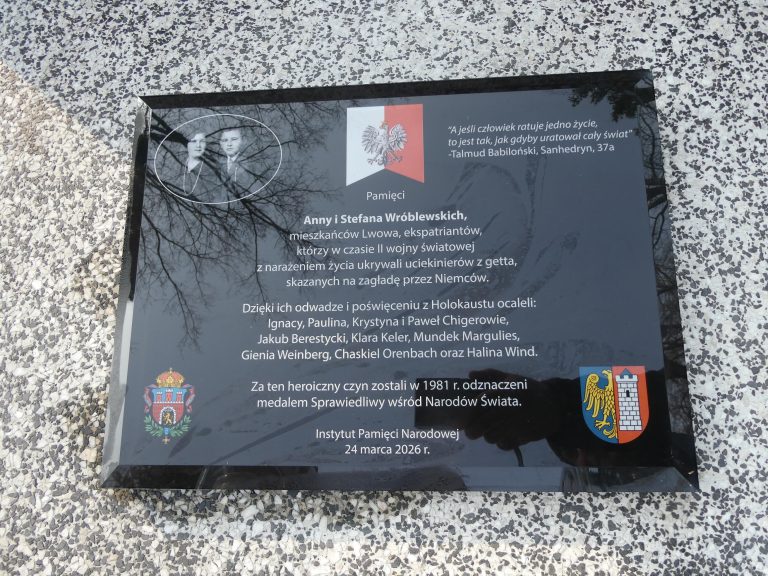 "A jeśli człowiek ratuje jedno życie,
to jest tak, jak gdyby uratował cały świat"
-Talmud Babiloński, Sanhedryn, 37a
Pamięci
Anny i Stefana Wróblewskich,
mieszkańców Lwowa, ekspatriantów,
którzy w czasie II wojny światowej
z narażeniem życia ukrywali uciekinierów z getta,
skazanych na zagładę przez Niemców.
Dzięki ich odwadze i poświęceniu z Holokaustu ocaleli:
Ignacy, Paulina, Krystyna i Paweł Chigerowie,
Jakub Berestycki, Klara Keler, Mundek Margulies,
Gienia Weinberg, Chaskiel Orenbach oraz Halina Wind.
Za ten heroiczny czyn zostali w 1981 r. odznaczeni
medalem Sprawiedliwy wśród Narodów Świata.
Instytut Pamięci Narodowej
24 marca 2026 r.